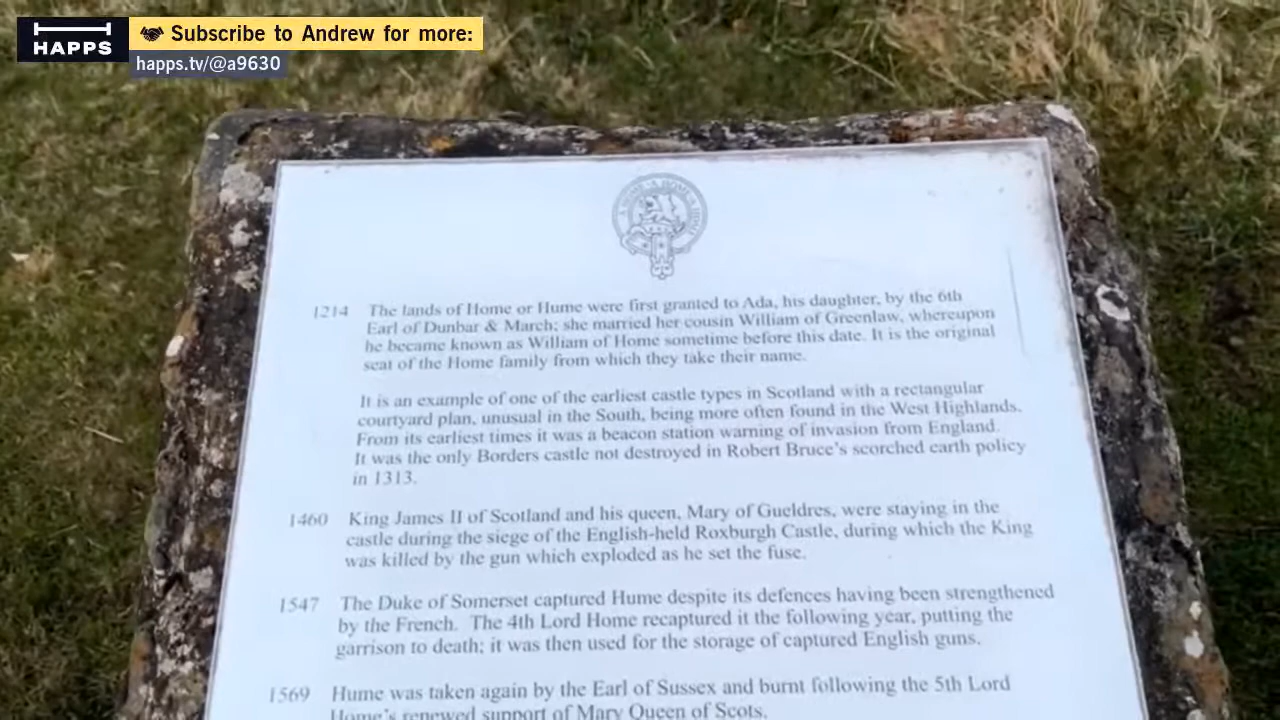 HAPPS
Subscribe to Andrew for more:
happs.tv/@a9630
A HOME · A HOME · A HOME
1214 The lands of Home or Hume were first granted to Ada, his daughter, by the 6th
Earl of Dunbar & March; she married her cousin William of Greenlaw, whereupon
he became known as William of Home sometime before this date. It is the original
seat of the Home family from which they take their name.
It is an example of one of the earliest castle types in Scotland with a rectangular
courtyard plan, unusual in the South, being more often found in the West Highlands.
From its earliest times it was a beacon station warning of invasion from England.
It was the only Borders castle not destroyed in Robert Bruce's scorched earth policy
in 1313.
1460 King James II of Scotland and his queen, Mary of Gueldres, were staying in the
castle during the siege of the English-held Roxburgh Castle, during which the King
was killed by the gun which exploded as he set the fuse.
1547 The Duke of Somerset captured Hume despite its defences having been strengthened
by the French. The 4th Lord Home recaptured it the following year, putting the
garrison to death; it was then used for the storage of captured English guns.
1569 Hume was taken again by the Earl of Sussex and burnt following the 5th Lord
Home's renewed support of Mary Queen of Scots.